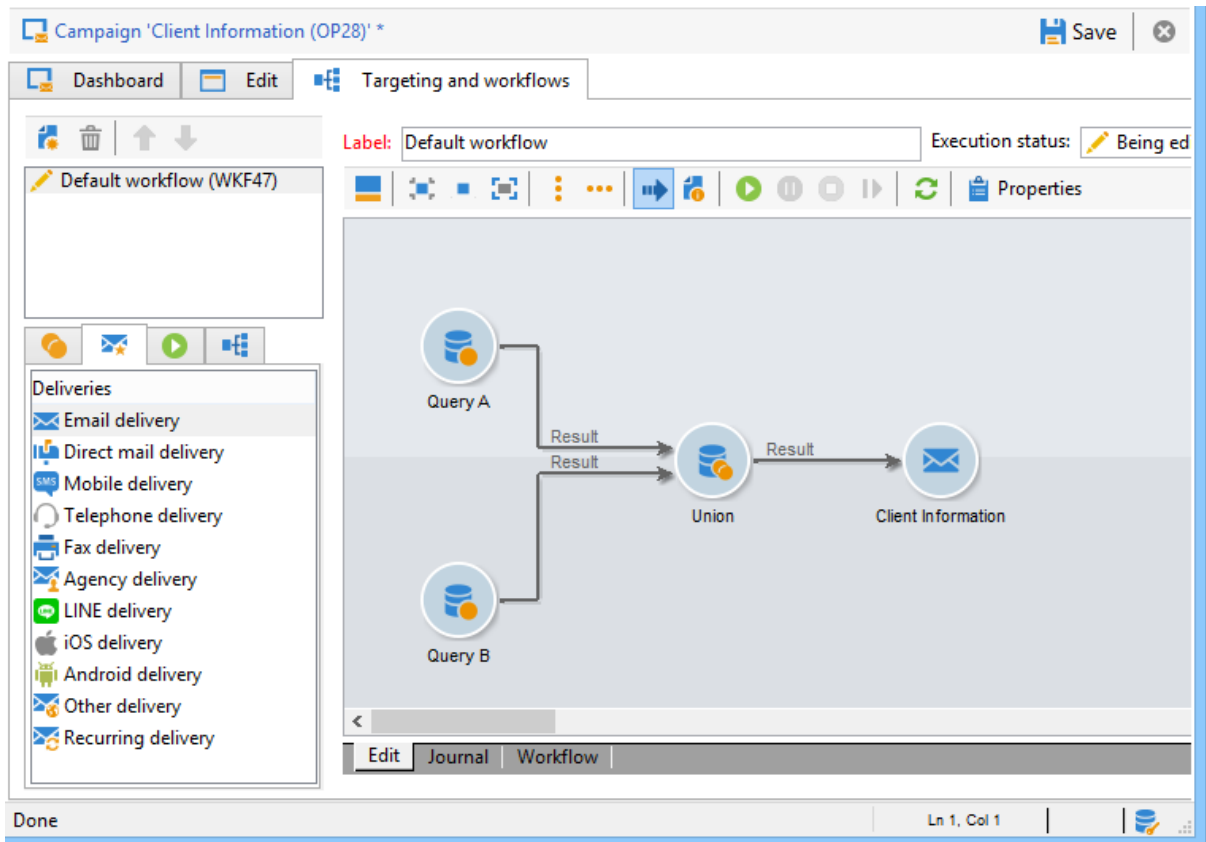 Campaign 'Client Information (OP28)' *
Save
Dashboard
Edit
Targeting and workflows
Label:
Default workflow
Execution status:
Being ed
Default workflow (WKF47)
Properties
Deliveries
Email delivery
Direct mail delivery
SMS
Mobile delivery
Telephone delivery
Fax delivery
Agency delivery
LINE
LINE delivery
iOS delivery
Android delivery
Other delivery
Recurring delivery
Query A
Result
Result
Result
Union
Client Information
Query B
Edit
Journal
Workflow
Done
Ln 1, Col 1